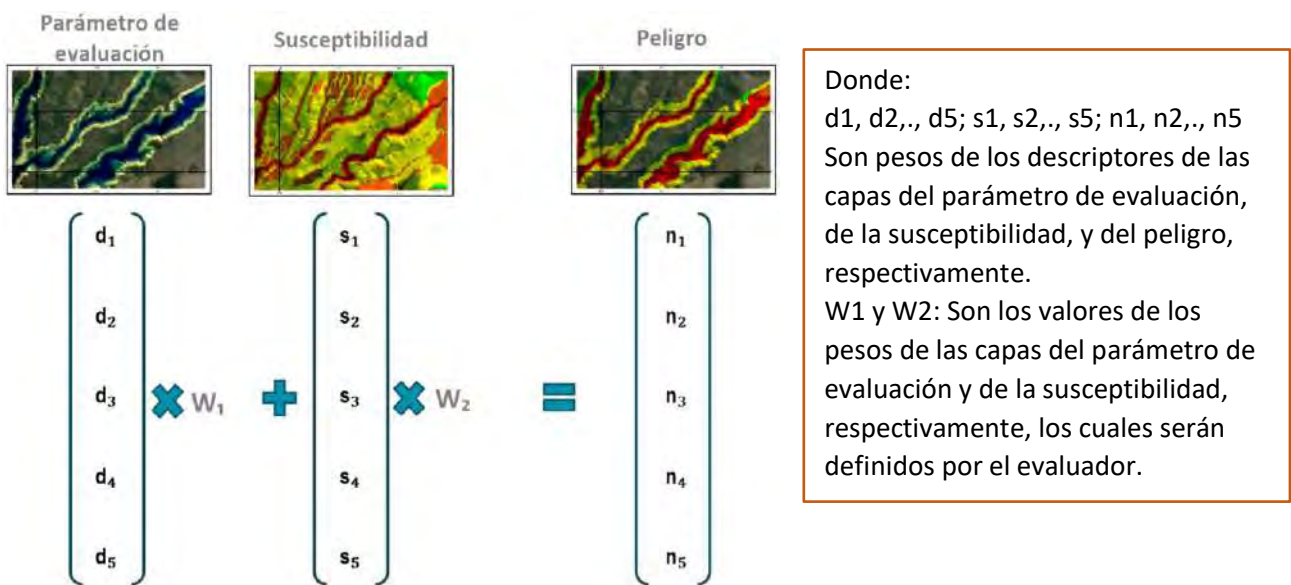 Parámetro de
evaluación
Susceptibilidad
Peligro
d₁
s₁
n₁
d₂
s₂
n₂
d₃
W₁
s₃
W₂
n₃
d₄
s₄
n₄
d₅
s₅
n₅
Donde:
d1, d2,., d5; s1, s2,., s5; n1, n2,., n5
Son pesos de los descriptores de las
capas del parámetro de evaluación,
de la susceptibilidad, y del peligro,
respectivamente.
W1 y W2: Son los valores de los
pesos de las capas del parámetro de
evaluación y de la susceptibilidad,
respectivamente, los cuales serán
definidos por el evaluador.